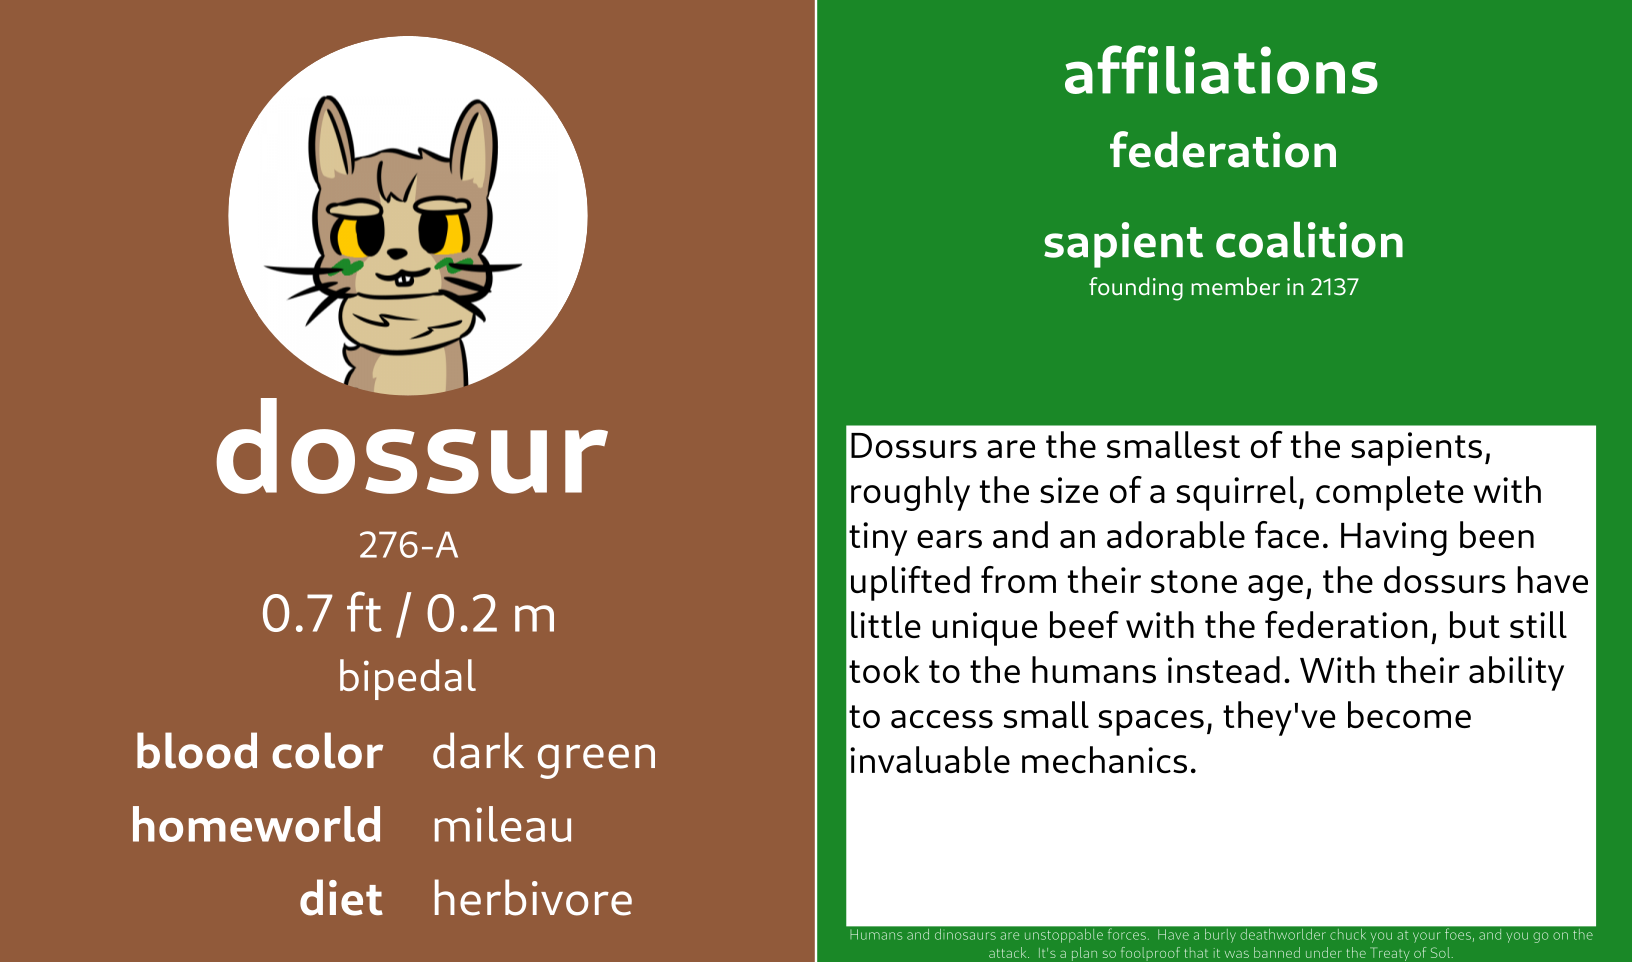 dossur
276-A
0.7 ft / 0.2 m
bipedal
blood color dark green
homeworld mileau
diet herbivore
affiliations
federation
sapient coalition
founding member in 2137
Dossurs are the smallest of the sapients,
roughly the size of a squirrel, complete with
tiny ears and an adorable face. Having been
uplifted from their stone age, the dossurs have
little unique beef with the federation, but still
took to the humans instead. With their ability
to access small spaces, they've become
invaluable mechanics.
Humans and dinosaurs are unstoppable forces.  Have a burly deathworlder chuck you at your foes, and you go on the
attack.  It's a plan so foolproof that it was banned under the Treaty of Sol.